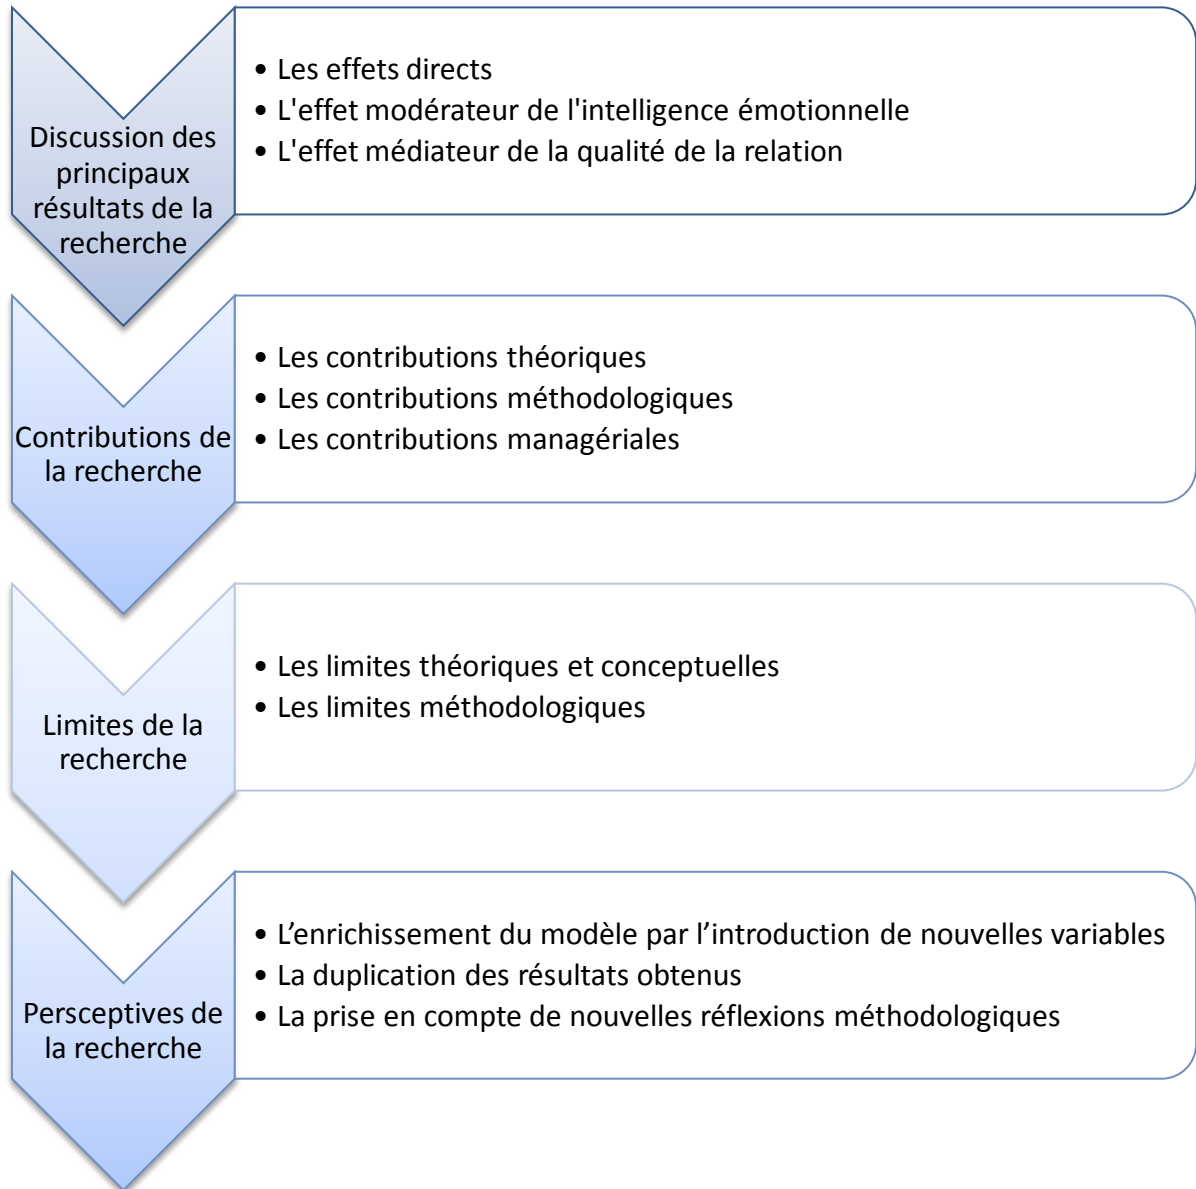 Discussion des
principaux
résultats de la
recherche
• Les effets directs
• L'effet modérateur de l'intelligence émotionnelle
• L'effet médiateur de la qualité de la relation
Contributions de
la recherche
• Les contributions théoriques
• Les contributions méthodologiques
• Les contributions managériales
Limites de la
recherche
• Les limites théoriques et conceptuelles
• Les limites méthodologiques
Persceptives de
la recherche
• L’enrichissement du modèle par l’introduction de nouvelles variables
• La duplication des résultats obtenus
• La prise en compte de nouvelles réflexions méthodologiques